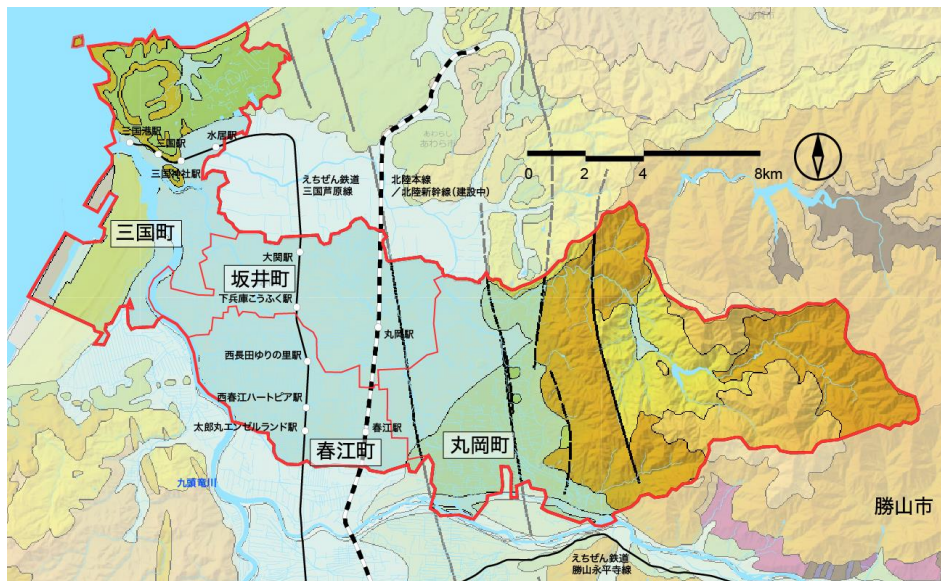 三国港駅
三国駅
水居駅
三国神社駅
あわらし
あわら市
えちぜん鉄道
三国芦原線
北陸本線
／北陸新幹線(建設中)
0 2 4 8km
三国町
大関駅
坂井町
下兵庫こうふく駅
丸岡駅
西長田ゆりの里駅
西春江ハートピア駅
太郎丸エンゼルランド駅
春江駅
春江町
丸岡町
九頭竜川
勝山市
えちぜん鉄道
勝山永平寺線